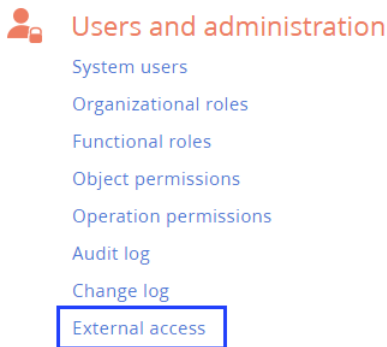 Users and administration
System users
Organizational roles
Functional roles
Object permissions
Operation permissions
Audit log
Change log
External access